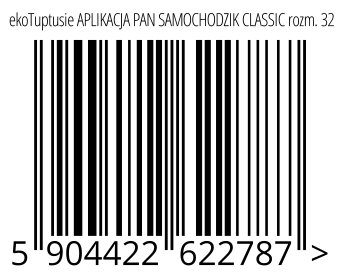 ekoTuptusie APLIKACJA PAN SAMOCHODZIK CLASSIC rozm. 32
5 904422 622787 >